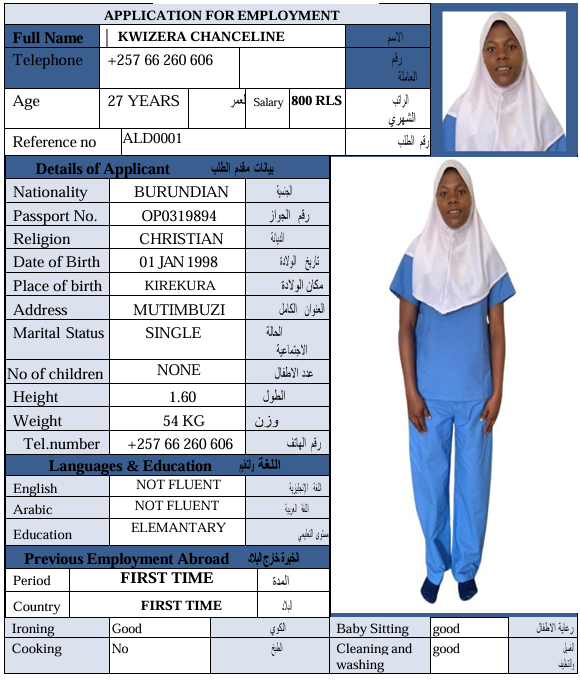 APPLICATION FOR EMPLOYMENT
Full Name KWIZERA CHANCELINE الاسم
Telephone +257 66 260 606 رقم
العاملة
Age 27 YEARS العمر Salary 800 RLS الراتب
الشهري
Reference no ALD0001 رقم الطلب
Details of Applicant بيانات مقدم الطلب
Nationality BURUNDIAN الجنسية
Passport No. OP0319894 رقم الجواز
Religion CHRISTIAN الديانة
Date of Birth 01 JAN 1998 تاريخ الولادة
Place of birth KIREKURA مكان الولادة
Address MUTIMBUZI العنوان الكامل
Marital Status SINGLE الحالة
الاجتماعية
No of children NONE عدد الاطفال
Height 1.60 الطول
Weight 54 KG وزن
Tel.number +257 66 260 606 رقم الهاتف
Languages & Education اللغة
English NOT FLUENT اللغة الإنجليزية
Arabic NOT FLUENT اللغة العربية
Education ELEMANTARY مستوى التعليمي
Previous Employment Abroad الخبرة خارج البلاد
Period FIRST TIME المدة
Country FIRST TIME البلاد
Ironing Good الكوي Baby Sitting good رعاية الاطفال
Cooking No الطبخ Cleaning and good
washing